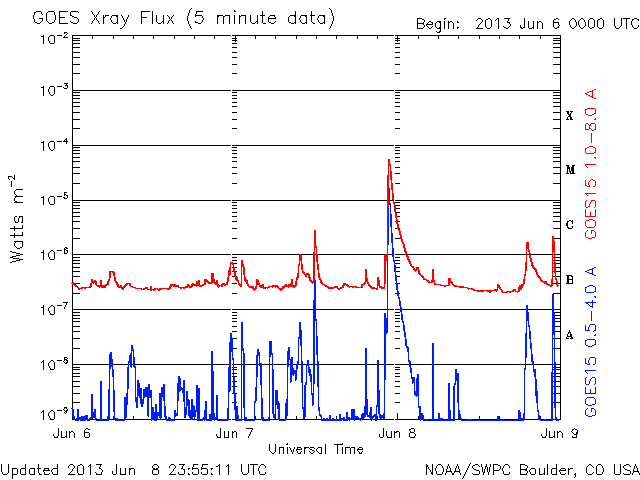 GOES Xray Flux (5 minute data)
Begin: 2013 Jun 6 0000 UTC
Watts m⁻²
10⁻²
10⁻³
10⁻⁴
10⁻⁵
10⁻⁶
10⁻⁷
10⁻⁸
10⁻⁹
X
M
C
B
A
GOES15 1.0-8.0 A
GOES15 0.5-4.0 A
Jun 6
Jun 7
Jun 8
Jun 9
Universal Time
Updated 2013 Jun 8 23:55:11 UTC
NOAA/SWPC Boulder, CO USA